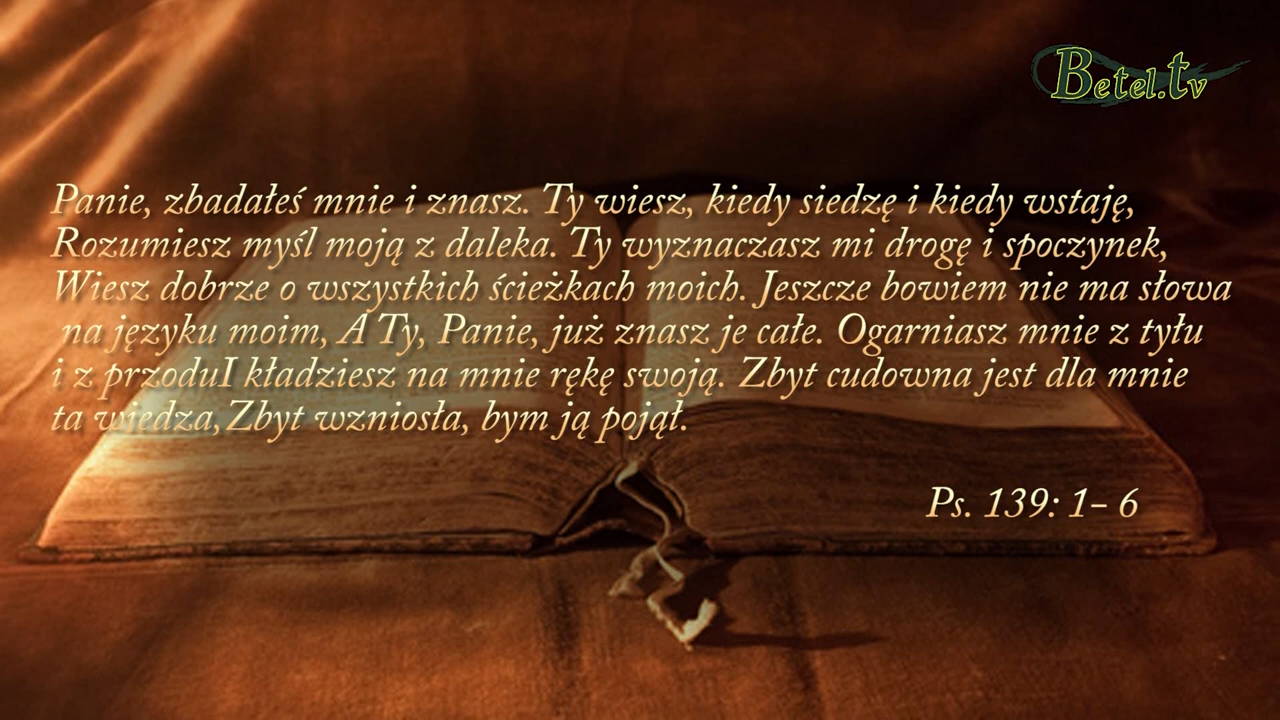 Betel.tv
Panie, zbadałeś mnie i znasz. Ty wiesz, kiedy siedzę i kiedy wstaję,
Rozumiesz myśl moją z daleka. Ty wyznaczasz mi drogę i spoczynek,
Wiesz dobrze o wszystkich ścieżkach moich. Jeszcze bowiem nie ma słowa
na języku moim, A Ty, Panie, już znasz je całe. Ogarniasz mnie z tyłu
i z przoduI kładziesz na mnie rękę swoją. Zbyt cudowna jest dla mnie
ta wiedza,Zbyt wzniosła, bym ją pojął.
Ps. 139: 1– 6